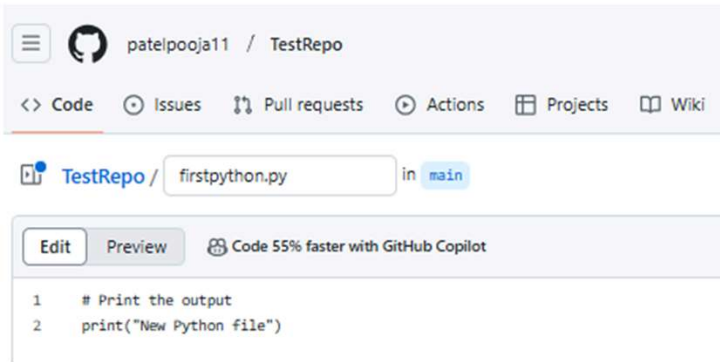 patelpooja11 / TestRepo
<> Code Issues Pull requests Actions Projects Wiki
TestRepo / firstpython.py in main
Edit Preview Code 55% faster with GitHub Copilot
1 # Print the output
2 print("New Python file")